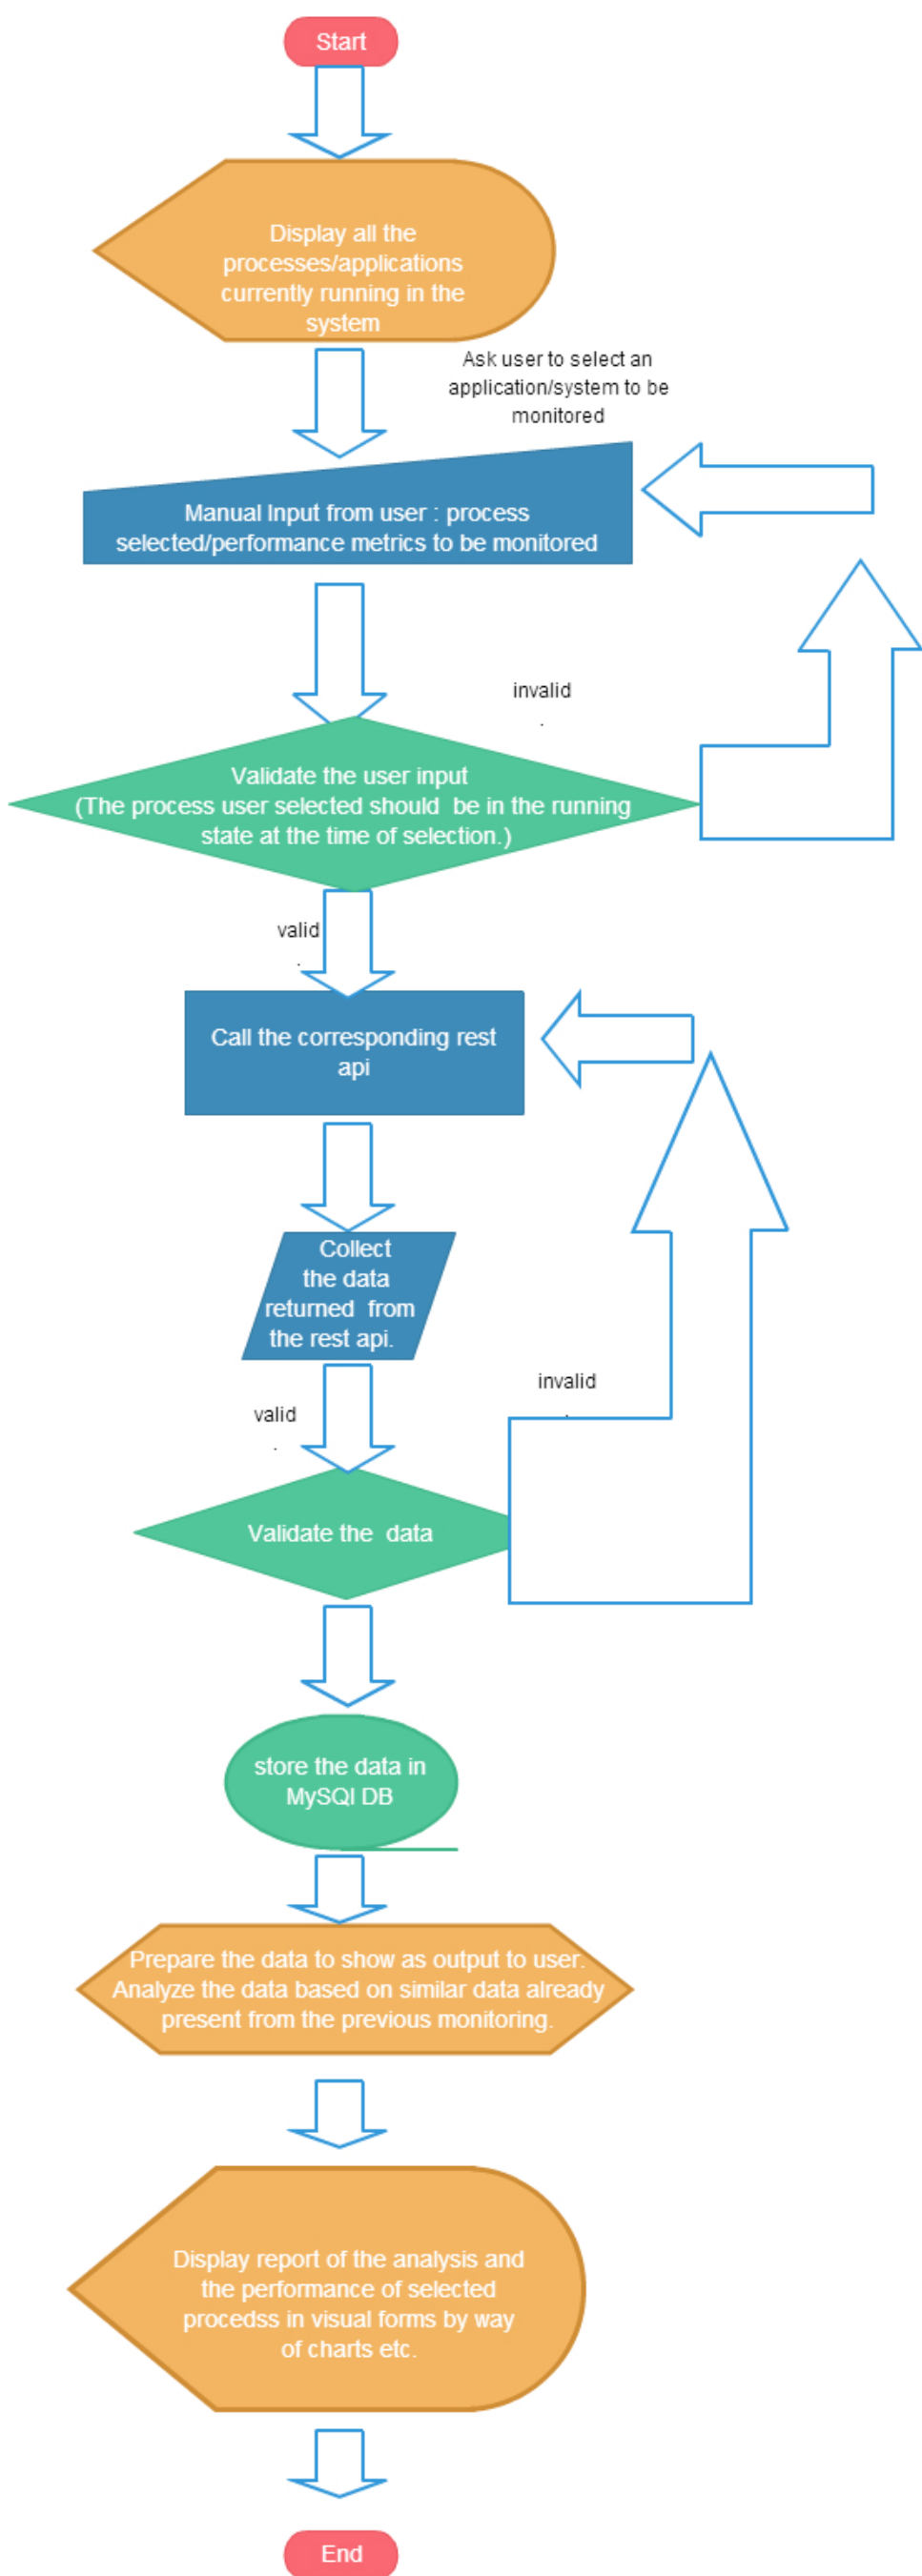 Start
Display all the
processes/applications
currently running in the
system
Ask user to select an
application/system to be
monitored
Manual Input from user : process
selected/performance metrics to be monitored
invalid
.
Validate the user input
(The process user selected should  be in the running
state at the time of selection.)
valid
.
Call the corresponding rest
api
Collect
the data
returned  from
the rest api.
invalid
.
valid
.
Validate the  data
store the data in
MySQl DB
Prepare the data to show as output to user.
Analyze the data based on similar data already
present from the previous monitoring.
Display report of the analysis and
the performance of selected
procedss in visual forms by way
of charts etc.
End